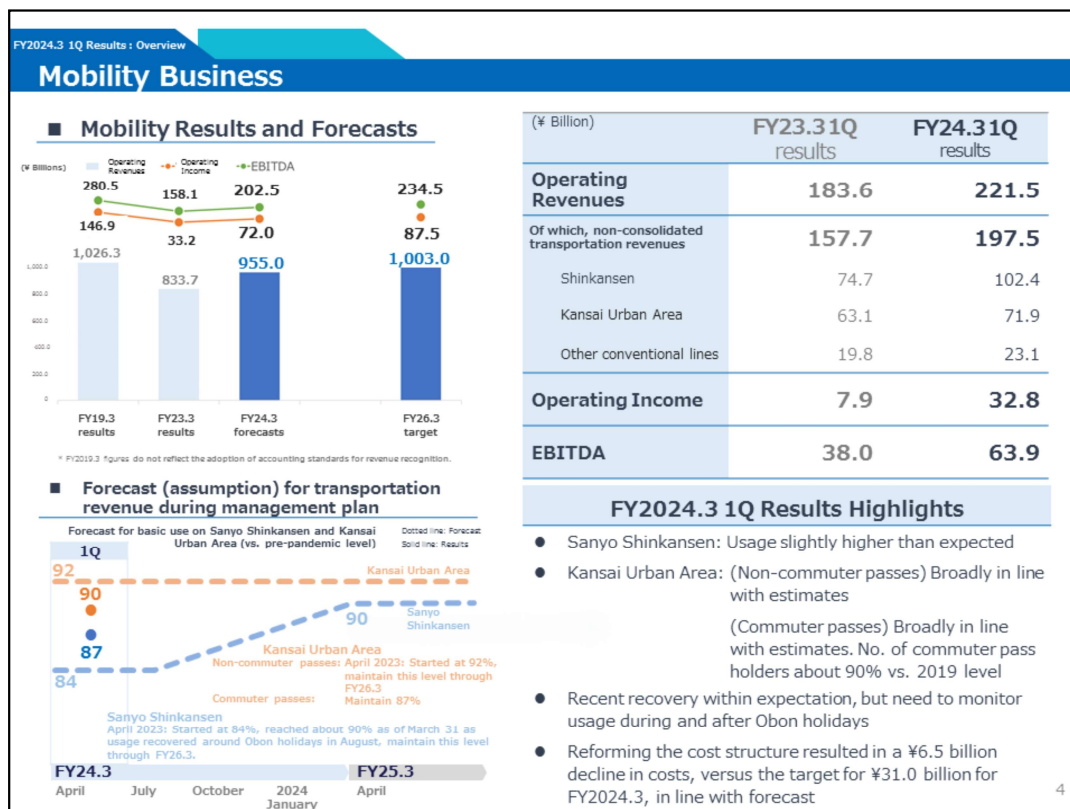 FY2024.3 1Q Results : Overview
Mobility Business
■ Mobility Results and Forecasts
(¥ Billions)
Operating Revenues
Operating Income
EBITDA
280.5
158.1
202.5
234.5
146.9
33.2
72.0
87.5
1,026.3
833.7
955.0
1,003.0
1,000.0
800.0
600.0
400.0
200.0
0
FY19.3 results
FY23.3 results
FY24.3 forecasts
FY26.3 target
* FY2019.3 figures do not reflect the adoption of accounting standards for revenue recognition.
■ Forecast (assumption) for transportation
revenue during management plan
Forecast for basic use on Sanyo Shinkansen and Kansai
Urban Area (vs. pre-pandemic level)
Dotted line: Forecast
Solid line: Results
1Q
92
Kansai Urban Area
90
87
84
90
Sanyo
Shinkansen
Kansai Urban Area
Non-commuter passes: April 2023: Started at 92%,
maintain this level through
FY26.3
Commuter passes: Maintain 87%
Sanyo Shinkansen
April 2023: Started at 84%, reached about 90% as of March 31 as
usage recovered around Obon holidays in August, maintain this level
through FY26.3.
FY24.3
FY25.3
April July October 2024 January April
(¥ Billion) FY23.31Q results FY24.31Q results
Operating Revenues 183.6 221.5
Of which, non-consolidated transportation revenues 157.7 197.5
Shinkansen 74.7 102.4
Kansai Urban Area 63.1 71.9
Other conventional lines 19.8 23.1
Operating Income 7.9 32.8
EBITDA 38.0 63.9
FY2024.3 1Q Results Highlights
● Sanyo Shinkansen: Usage slightly higher than expected
● Kansai Urban Area: (Non-commuter passes) Broadly in line
with estimates
(Commuter passes) Broadly in line
with estimates. No. of commuter pass
holders about 90% vs. 2019 level
● Recent recovery within expectation, but need to monitor
usage during and after Obon holidays
● Reforming the cost structure resulted in a ¥6.5 billion
decline in costs, versus the target for ¥31.0 billion for
FY2024.3, in line with forecast
4